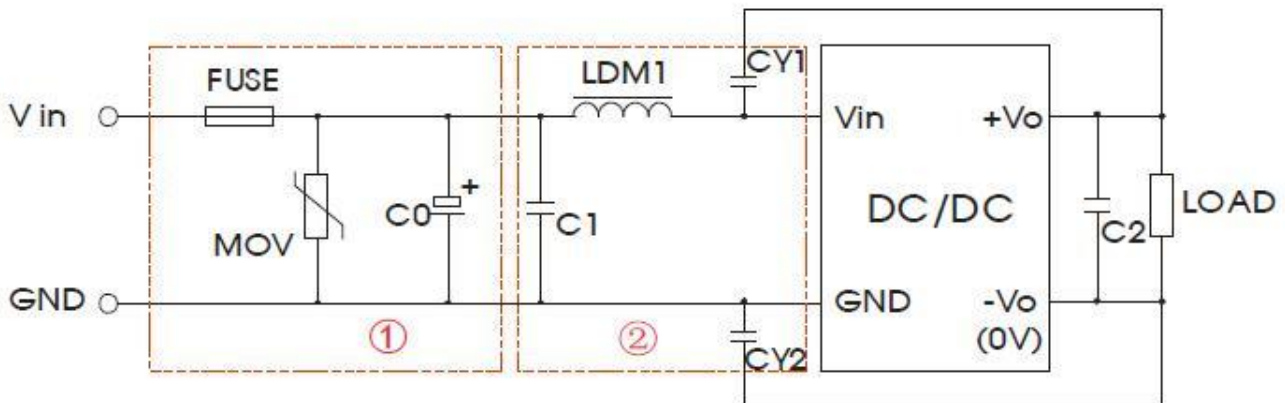 CY1
LDM1
FUSE
V in
Vin
+Vo
DC/DC
LOAD
+
C0
C1
C2
MOV
GND
GND
-Vo
(0V)
①
②
CY2